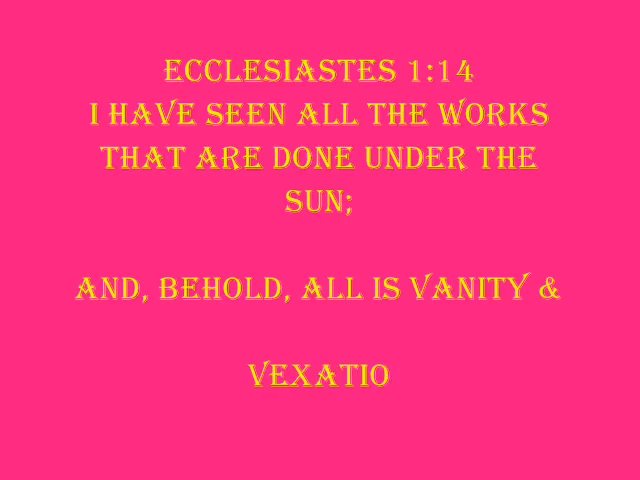 ECCLESIASTES 1:14
I HAVE SEEN ALL THE WORKS
THAT ARE DONE UNDER THE
SUN;
AND, BEHOLD, ALL IS VANITY &
VEXATIO